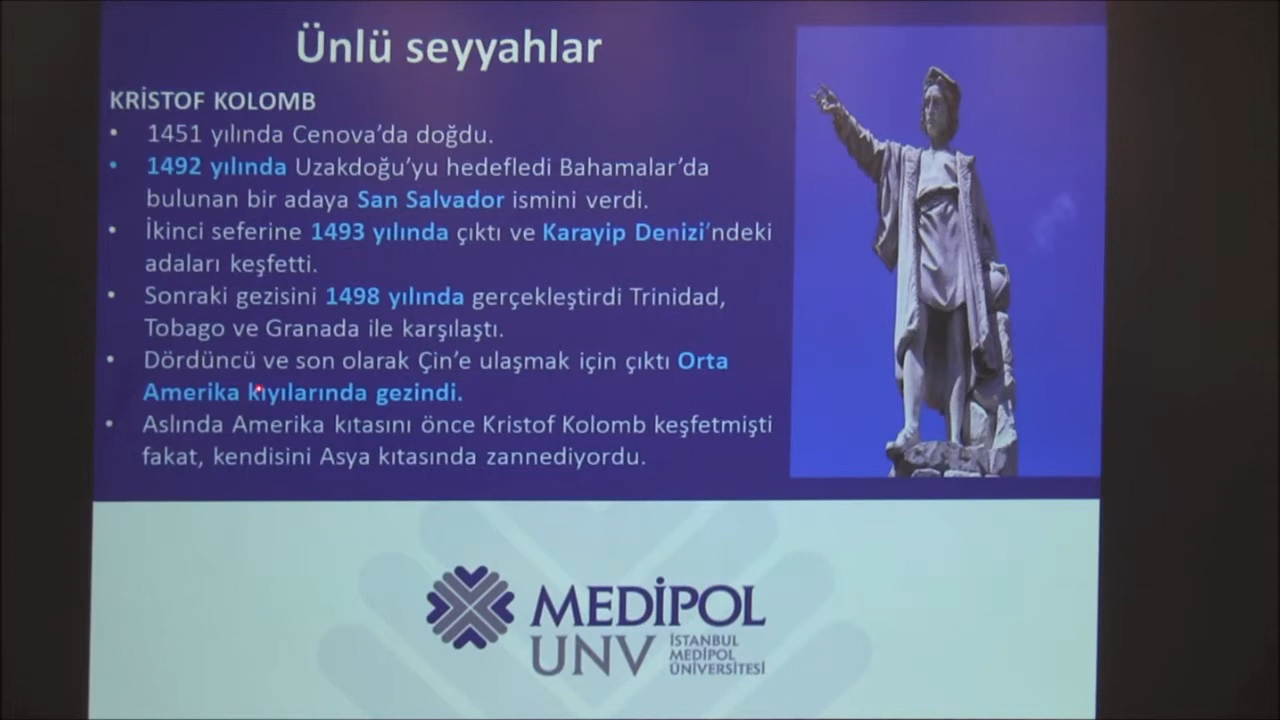 Ünlü seyyahlar
KRİSTOF KOLOMB
• 1451 yılında Cenova’da doğdu.
• 1492 yılında Uzakdoğu’yu hedefledi Bahamalar’da
bulunan bir adaya San Salvador ismini verdi.
• İkinci seferine 1493 yılında çıktı ve Karayip Denizi’ndeki
adaları keşfetti.
• Sonraki gezisini 1498 yılında gerçekleştirdi Trinidad,
Tobago ve Granada ile karşılaştı.
• Dördüncü ve son olarak Çin’e ulaşmak için çıktı Orta
Amerika kıyılarında gezindi.
• Aslında Amerika kıtasını önce Kristof Kolomb keşfetmişti
fakat, kendisini Asya kıtasında zannediyordu.
MEDİPOL
UNV
İSTANBUL
MEDİPOL
ÜNİVERSİTESİ